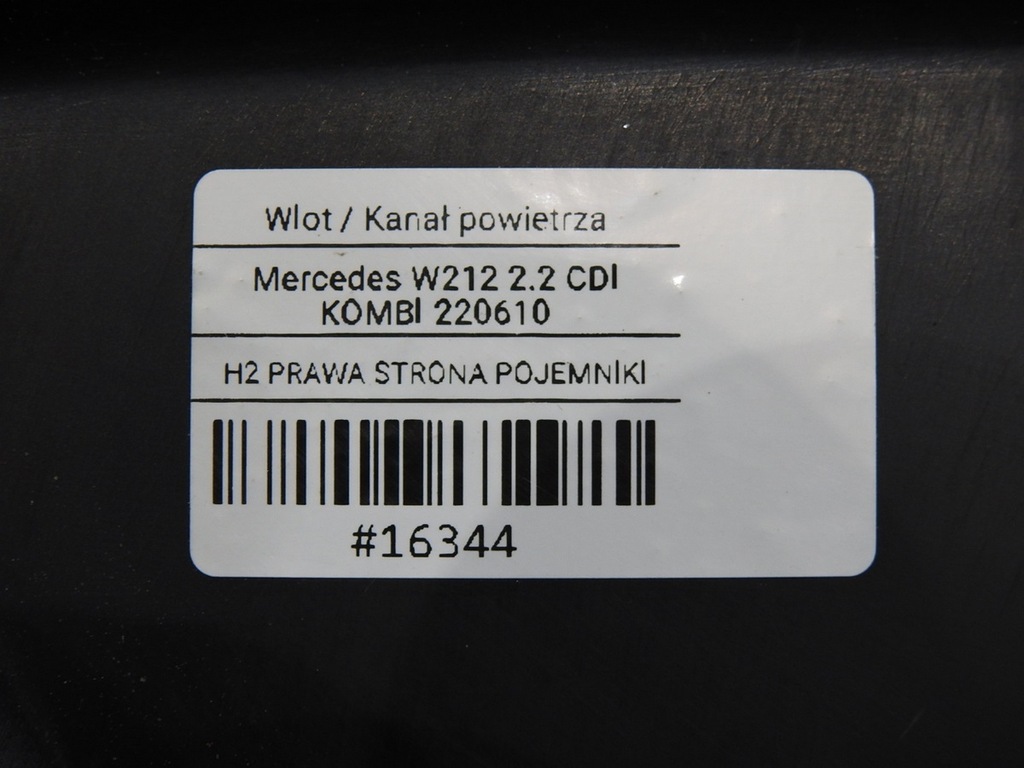 Wlot / Kanał powietrza
Mercedes W212 2.2 CDI
KOMBI 220610
H2 PRAWA STRONA POJEMNIKI
#16344